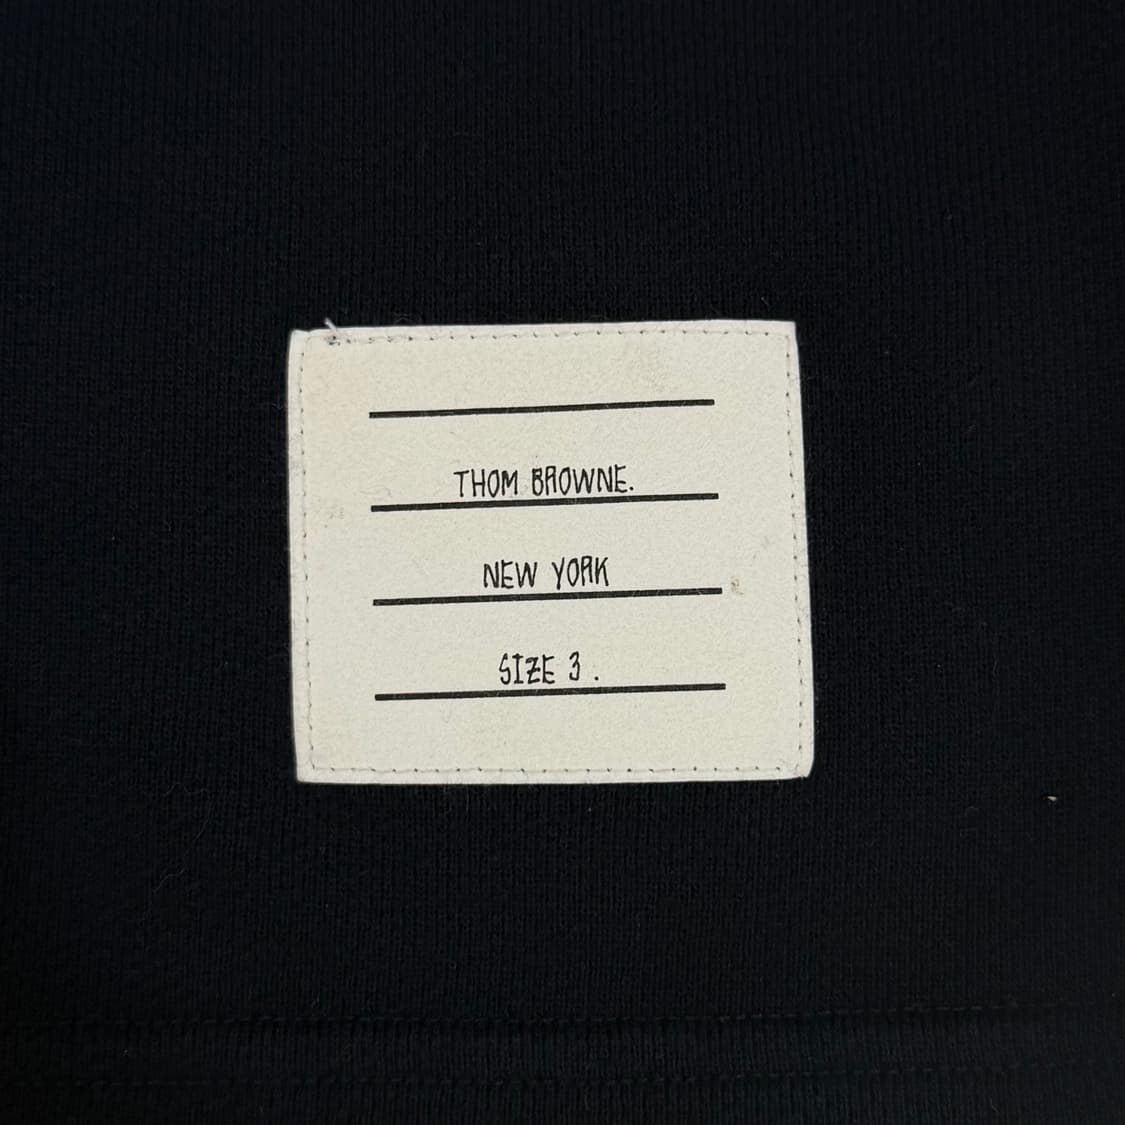 THOM BROWNE.
NEW YORK
SIZE 3 .